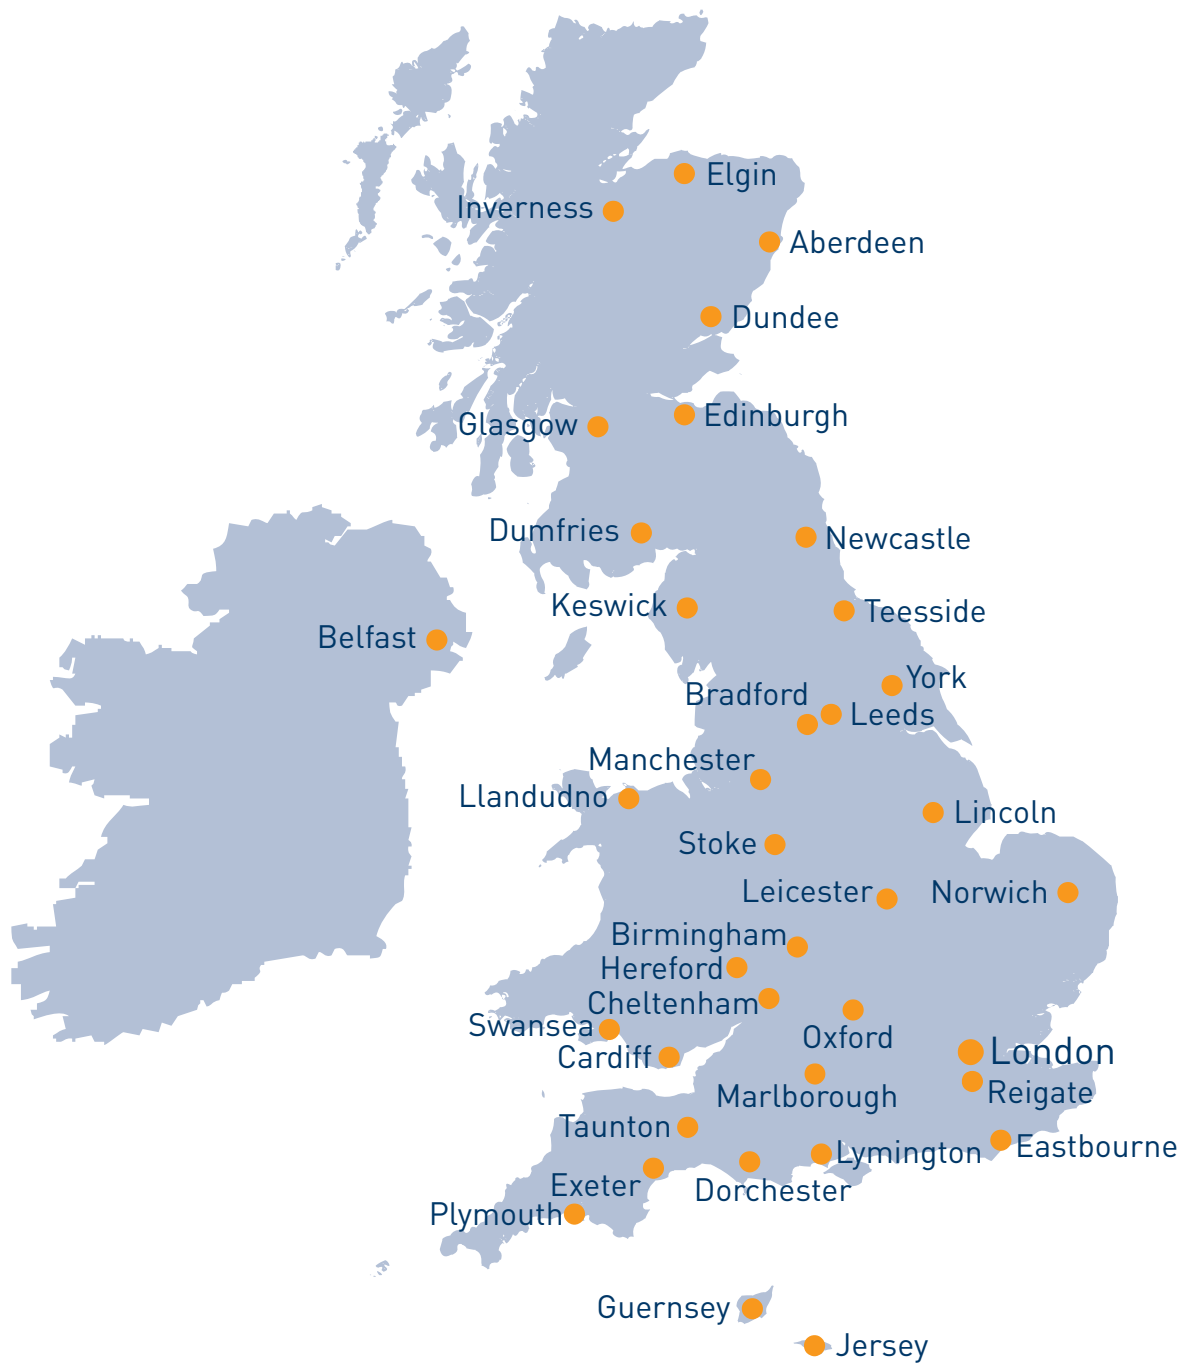 Elgin
Inverness
Aberdeen
Dundee
Edinburgh
Glasgow
Dumfries
Newcastle
Keswick
Teesside
Belfast
York
Bradford
Leeds
Manchester
Llandudno
Lincoln
Stoke
Leicester
Norwich
Birmingham
Hereford
Cheltenham
Swansea
Oxford
London
Cardiff
Reigate
Marlborough
Taunton
Eastbourne
Lymington
Exeter
Dorchester
Plymouth
Guernsey
Jersey